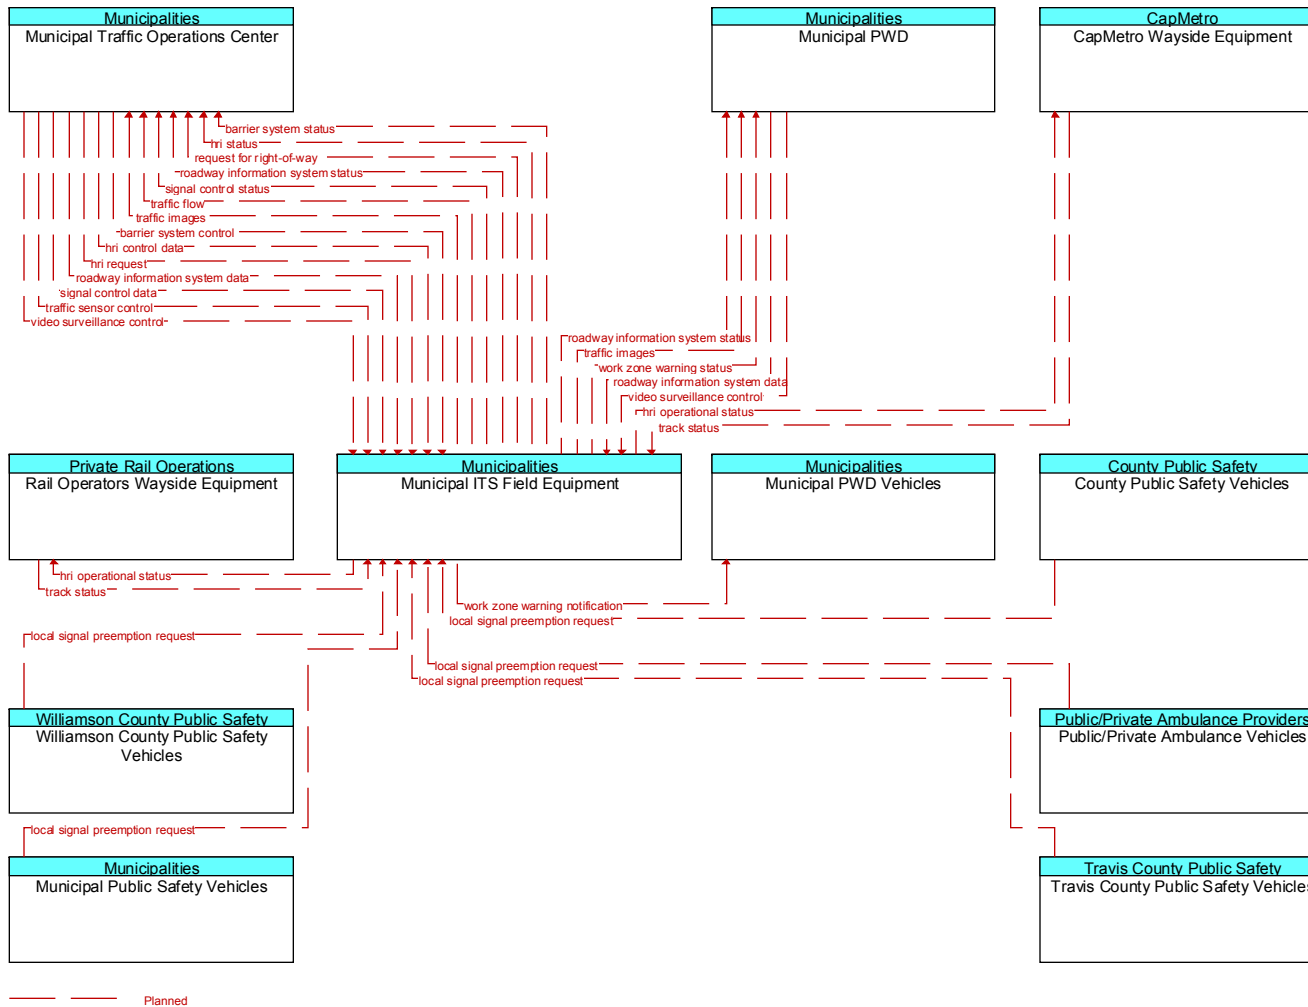 Municipalities
Municipal Traffic Operations Center
Municipalities
Municipal PWD
CapMetro
CapMetro Wayside Equipment
barrier system status
hri status
request for right-of-way
roadway information system status
signal control status
traffic flow
traffic images
barrier system control
hri control data
hri request
roadway information system data
signal control data
traffic sensor control
video surveillance control
roadway information system status
traffic images
work zone warning status
roadway information system data
video surveillance control
hri operational status
track status
Private Rail Operations
Rail Operators Wayside Equipment
Municipalities
Municipal ITS Field Equipment
Municipalities
Municipal PWD Vehicles
County Public Safety
County Public Safety Vehicles
hri operational status
track status
work zone warning notification
local signal preemption request
local signal preemption request
local signal preemption request
local signal preemption request
Williamson County Public Safety
Williamson County Public Safety
Vehicles
Public/Private Ambulance Providers
Public/Private Ambulance Vehicles
local signal preemption request
Municipalities
Municipal Public Safety Vehicles
Travis County Public Safety
Travis County Public Safety Vehicles
Planned